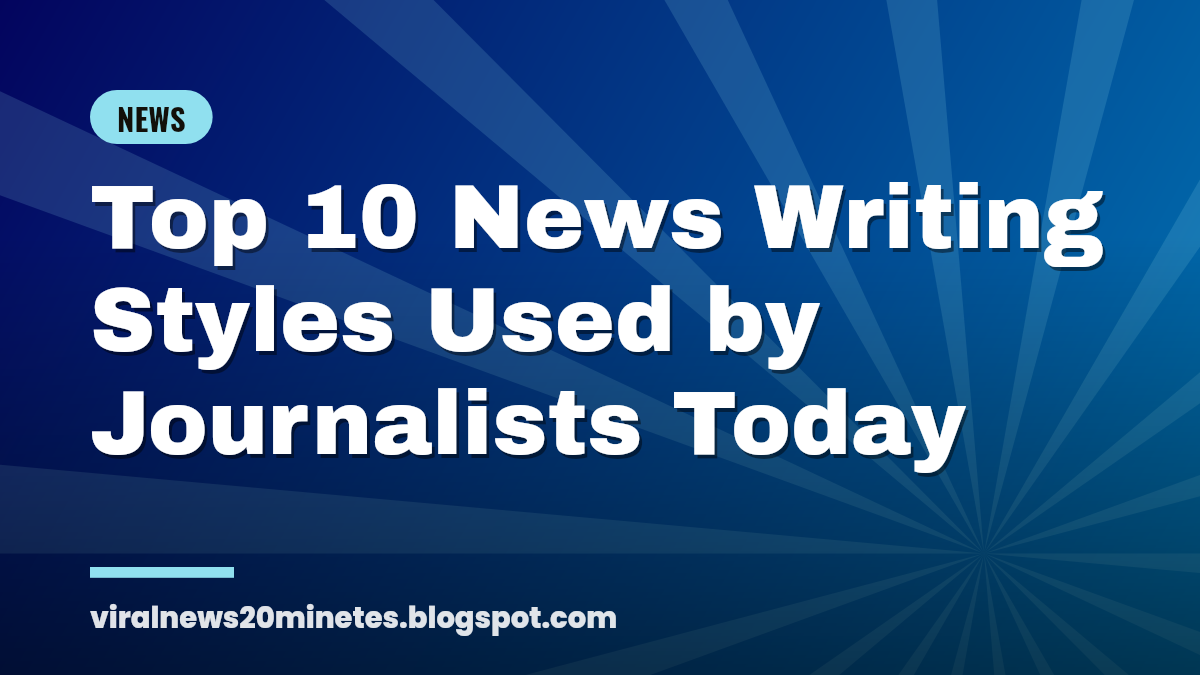 NEWS
Top 10 News Writing
Styles Used by
Journalists Today
viralnews20minetes.blogspot.com